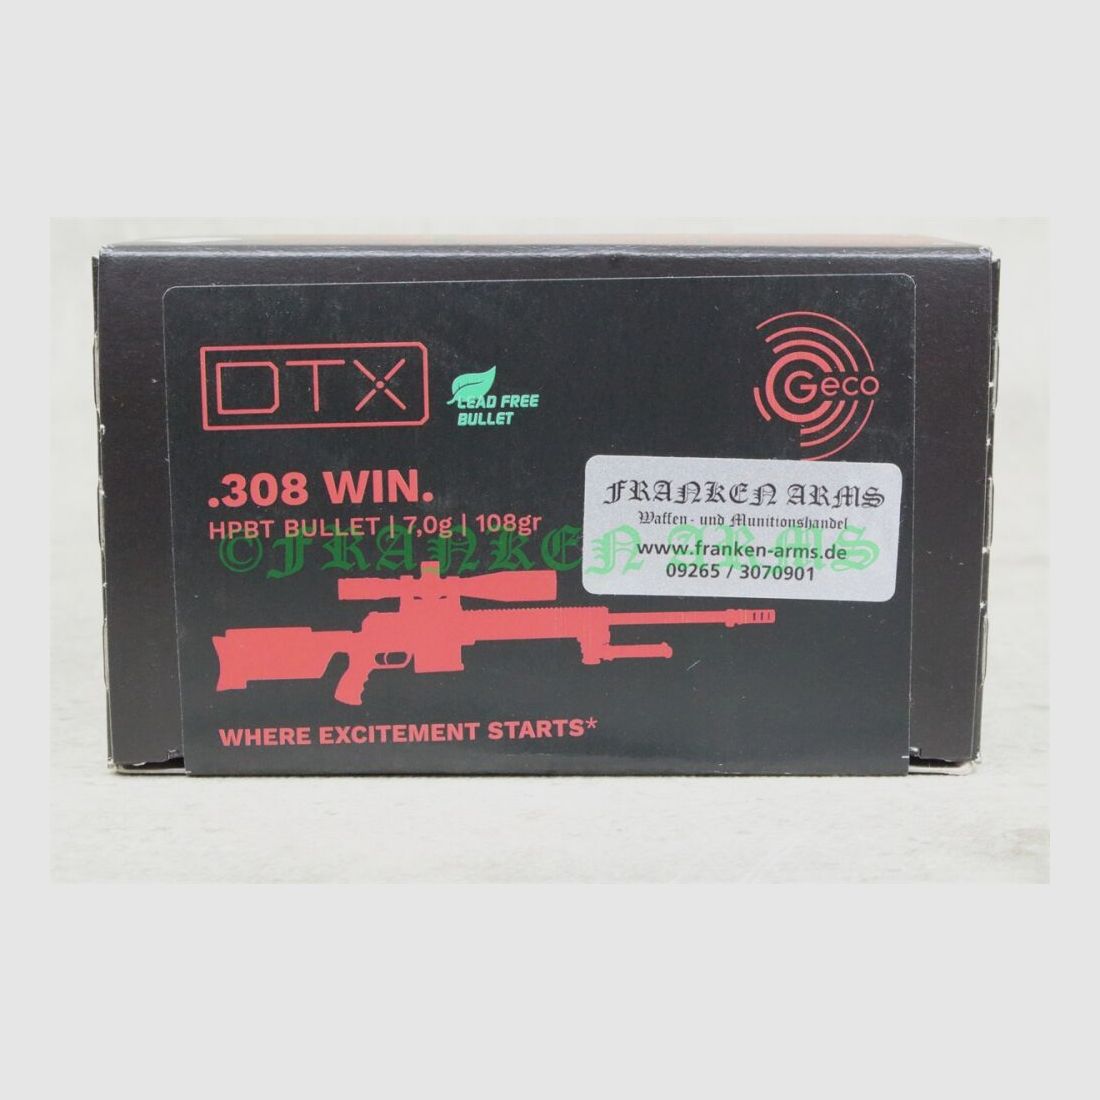 DTX
LEAD FREE
BULLET
Geco
.308 WIN.
HPBT BULLET | 7,0g | 108gr
FRANKEN ARMS
Waffen- und Munitionshandel
www.franken-arms.de
09265 / 3070901
©FRANKEN ARMS
WHERE EXCITEMENT STARTS*